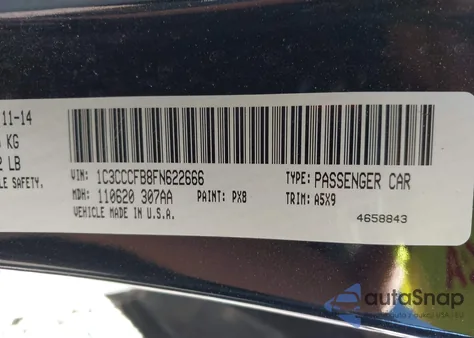 11-14
KG
LB
LE SAFETY.
VIN: 1C3CCCFB8FN622666
TYPE: PASSENGER CAR
MDH: 110620 307AA
PAINT: PX8
TRIM: A5X9
VEHICLE MADE IN U.S.A.
4658843
autoSnap